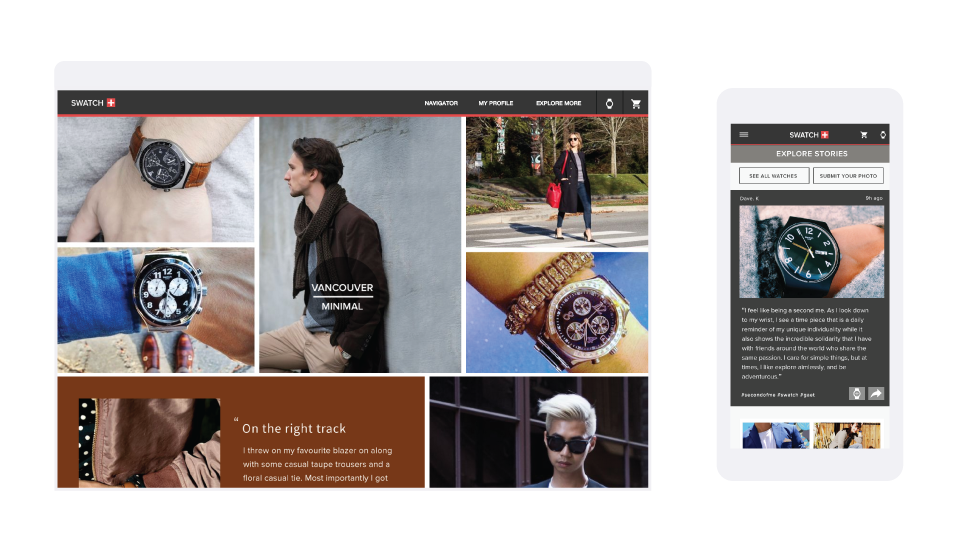 SWATCH
NAVIGATOR
MY PROFILE
EXPLORE MORE
VANCOUVER
MINIMAL
“
On the right track
I threw on my favourite blazer on along
with some casual taupe trousers and a
floral casual tie. Most importantly I got
SWATCH
EXPLORE STORIES
SEE ALL WATCHES
SUBMIT YOUR PHOTO
Dave. K
9h ago
"I feel like being a second me. As I look down
to my wrist, I see a time piece that is a daily
reminder of my unique individuality while it
also shows the incredible solidarity that I have
with friends around the world who share the
same passion. I care for simple things, but at
times, I like explore aimlessly, and be
adventurous."
#secondofme #swatch #gaet